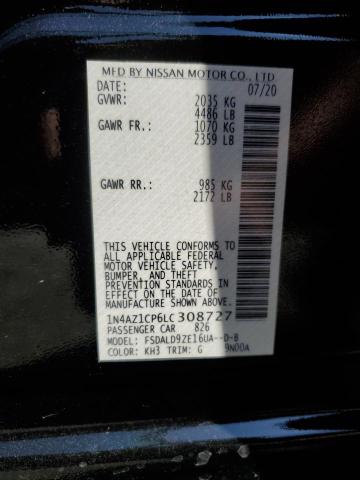 MFD BY NISSAN MOTOR CO., LTD
DATE: 07/20
GVWR: 2035 KG
4486 LB
GAWR FR.: 1070 KG
2359 LB
GAWR RR.: 985 KG
2172 LB
THIS VEHICLE CONFORMS TO
ALL APPLICABLE FEDERAL
MOTOR VEHICLE SAFETY,
BUMPER, AND THEFT
PREVENTION STANDARDS
IN EFFECT ON THE DATE OF
MANUFACTURE SHOWN ABOVE.
1N4AZ1CP6LC308727
PASSENGER CAR 826
MODEL: FSDALD9ZE16UA--D-B
COLOR: KH3 TRIM: G 9N00A